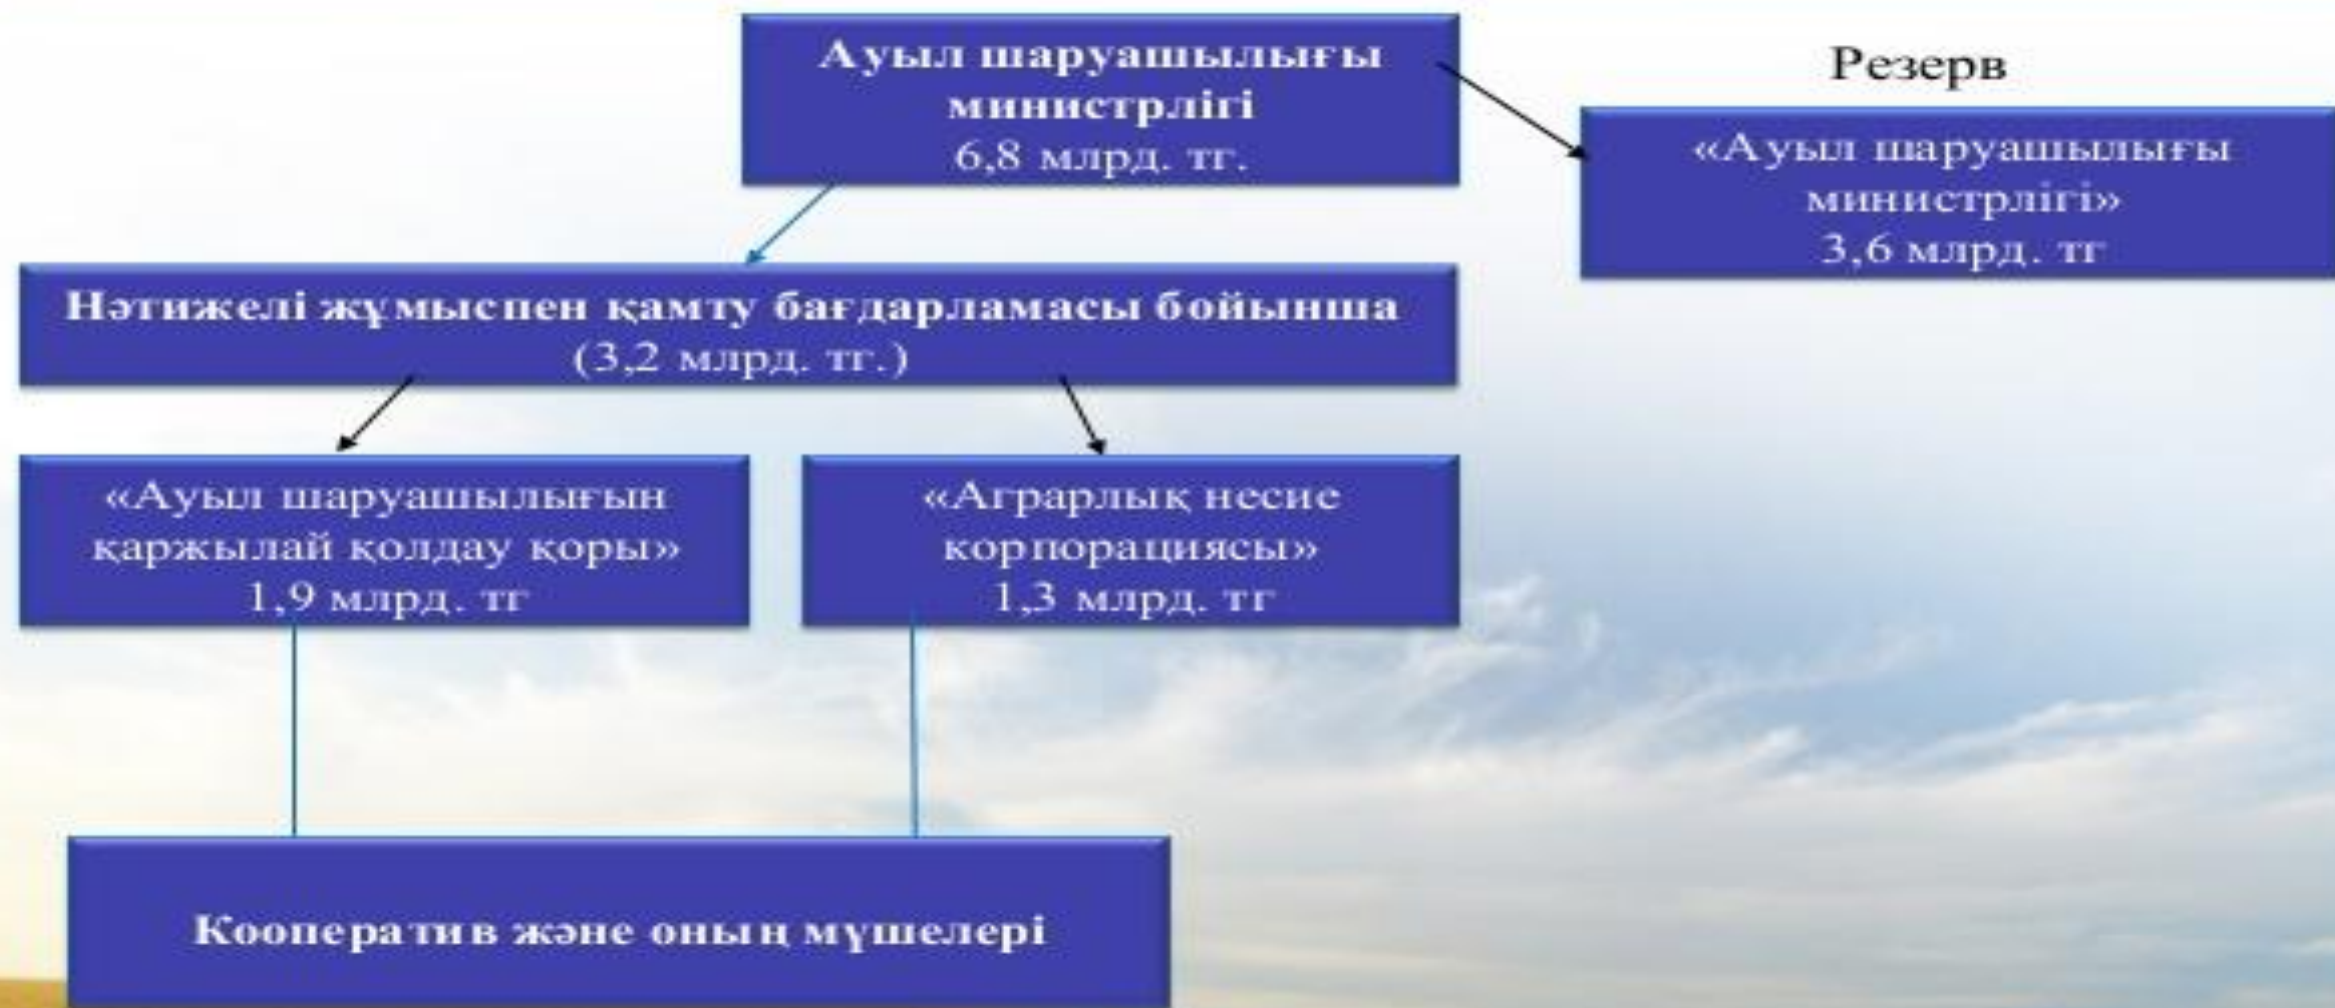 Ауыл шаруашылығы
министрлігі
6,8 млрд. тг.
Резерв
«Ауыл шаруашылығы
министрлігі»
3,6 млрд. тг
Нәтижелі жұмыспен қамту бағдарламасы бойынша
(3,2 млрд. тг.)
«Ауыл шаруашылығын
қаржылай қолдау қоры»
1,9 млрд. тг
«Аграрлық несие
корпорациясы»
1,3 млрд. тг
Кооператив және оның мүшелері